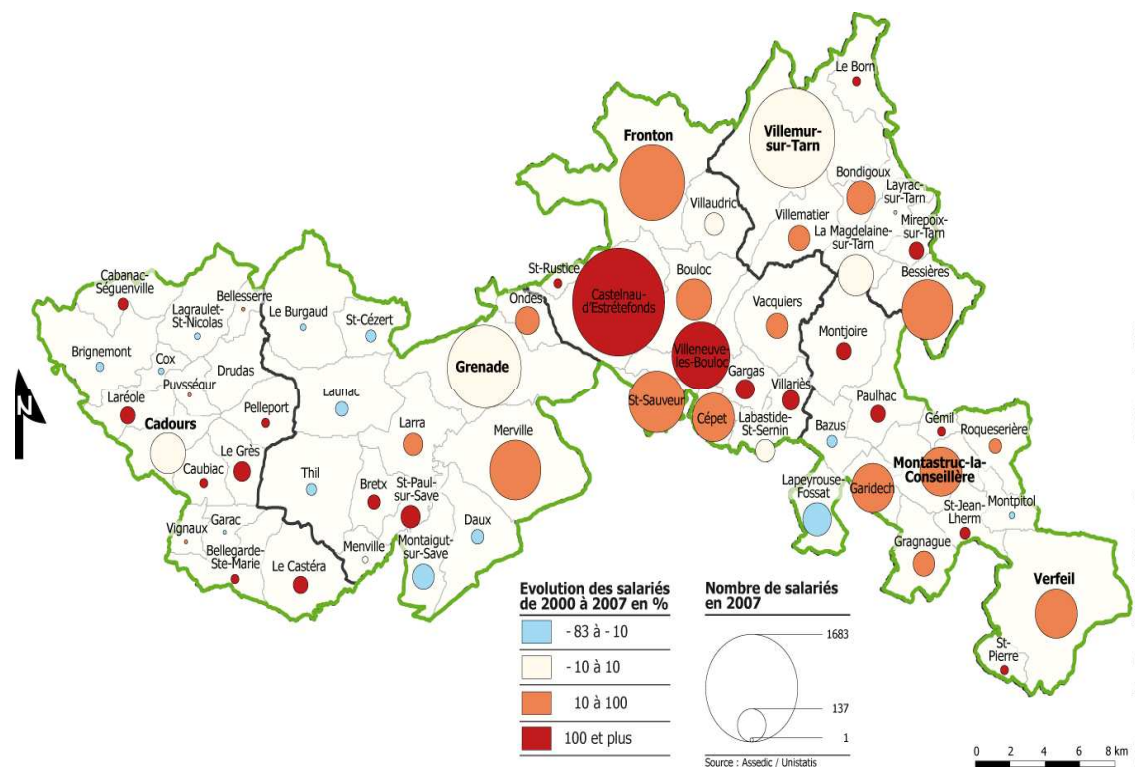 Le Born
Villemur-
sur-Tarn
Fronton
Bondigoux
Layrac-
sur-Tarn
Villaudric
Villematier
Mirepoix-
sur-Tarn
La Magdelaine-
sur-Tarn
Bessières
St-Rustice
Bouloc
Castelnau-
d'Estrétefonds
Vacquiers
Ondes
Cabanac-
Séguenville
Bellesserre
Lagraulet-
St-Nicolas
Le Burgaud
St-Cézert
Montjoire
Villeneuve-
les-Bouloc
Grenade
Brignemont
Cox
Puysségur
Drudas
Gargas
Villariès
St-Sauveur
Launac
Laréole
Pelleport
Paulhac
Cépet
Labastide-
St-Sernin
Gémil
Roqueserière
Cadours
Larra
Merville
Bazus
Le Grès
Caubiac
Montastruc-la-
Conseillère
Thil
Bretx
St-Paul-
sur-Save
Lapeyrouse-
Fossat
Garidech
Montpitol
St-Jean-
Lherm
Vignaux
Garac
Daux
Montaigut-
sur-Save
Menville
Gragnague
Bellegarde-
Ste-Marie
Le Castéra
Verfeil
St-
Pierre
N
Evolution des salariés
de 2000 à 2007 en %
- 83 à - 10
- 10 à 10
10 à 100
100 et plus
Nombre de salariés
en 2007
1683
137
1
Source : Assedic / Unistatis
0 2 4 6 8 km